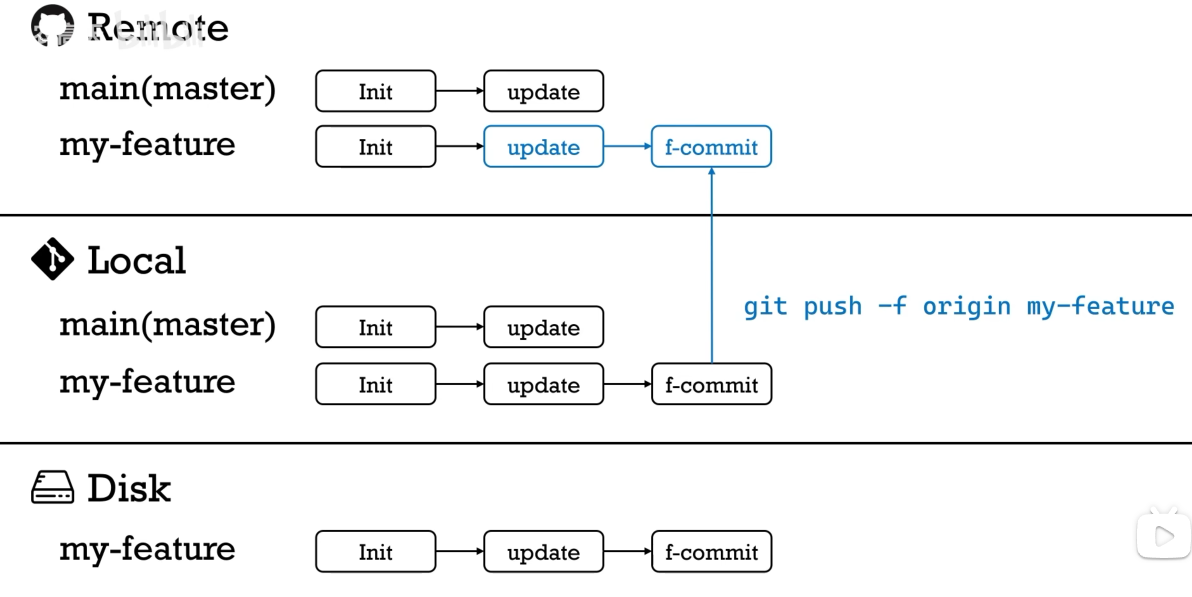 Remote
main(master) Init update
my-feature Init update f-commit
Local
main(master) Init update
git push -f origin my-feature
my-feature Init update f-commit
Disk
my-feature Init update f-commit